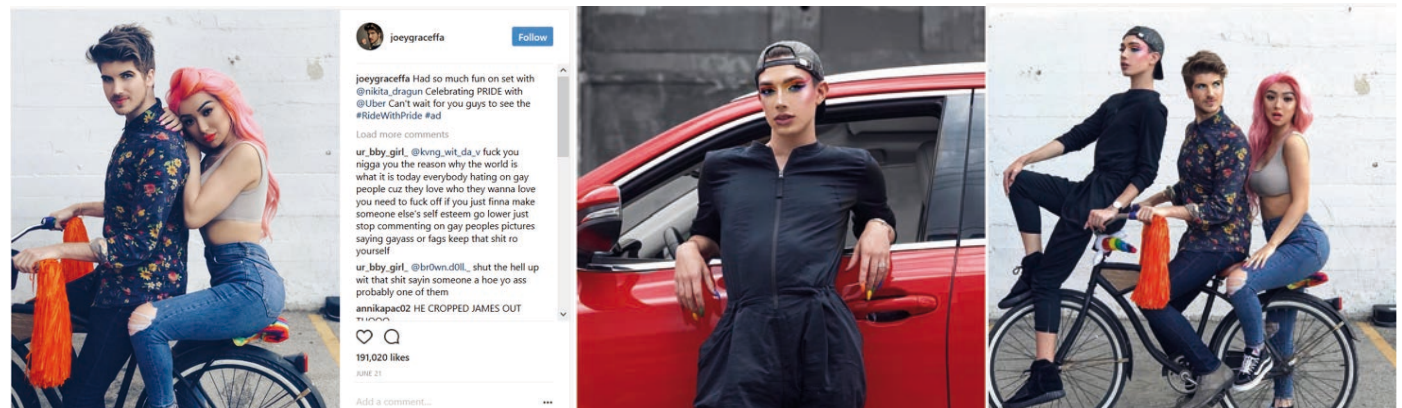 joeygraceffa
Follow
joeygraceffa Had so much fun on set with
@nikita_dragun Celebrating PRIDE with
@Uber Can't wait for you guys to see the
#RideWithPride #ad
Load more comments
ur_bby_girl_ @kvng_wit_da_v fuck you
nigga you the reason why the world is
what it is today everybody hating on gay
people cuz they love who they wanna love
you need to fuck off if you just finna make
someone else's self esteem go lower just
stop commenting on gay peoples pictures
saying gayass or fags keep that shit ro
yourself
ur_bby_girl_ @br0wn.d0ll._ shut the hell up
wit that shit sayin someone a hoe yo ass
probably one of them
annikapac02 HE CROPPED JAMES OUT
191,020 likes
JUNE 21
Add a comment...